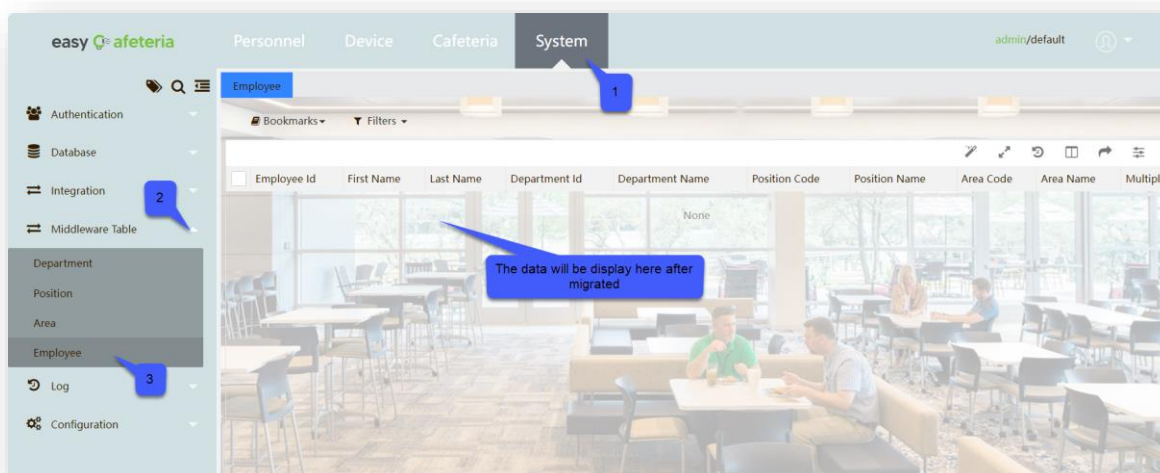 easy Cafeteria
Personnel Device Cafeteria System
admin/default
1
Employee
Authentication
Bookmarks Filters
Database
Employee Id First Name Last Name Department Id Department Name Position Code Position Name Area Code Area Name Multipl
Integration
2
None
Middleware Table
Department
The data will be display here after
migrated
Position
Area
Employee
3
Log
Configuration